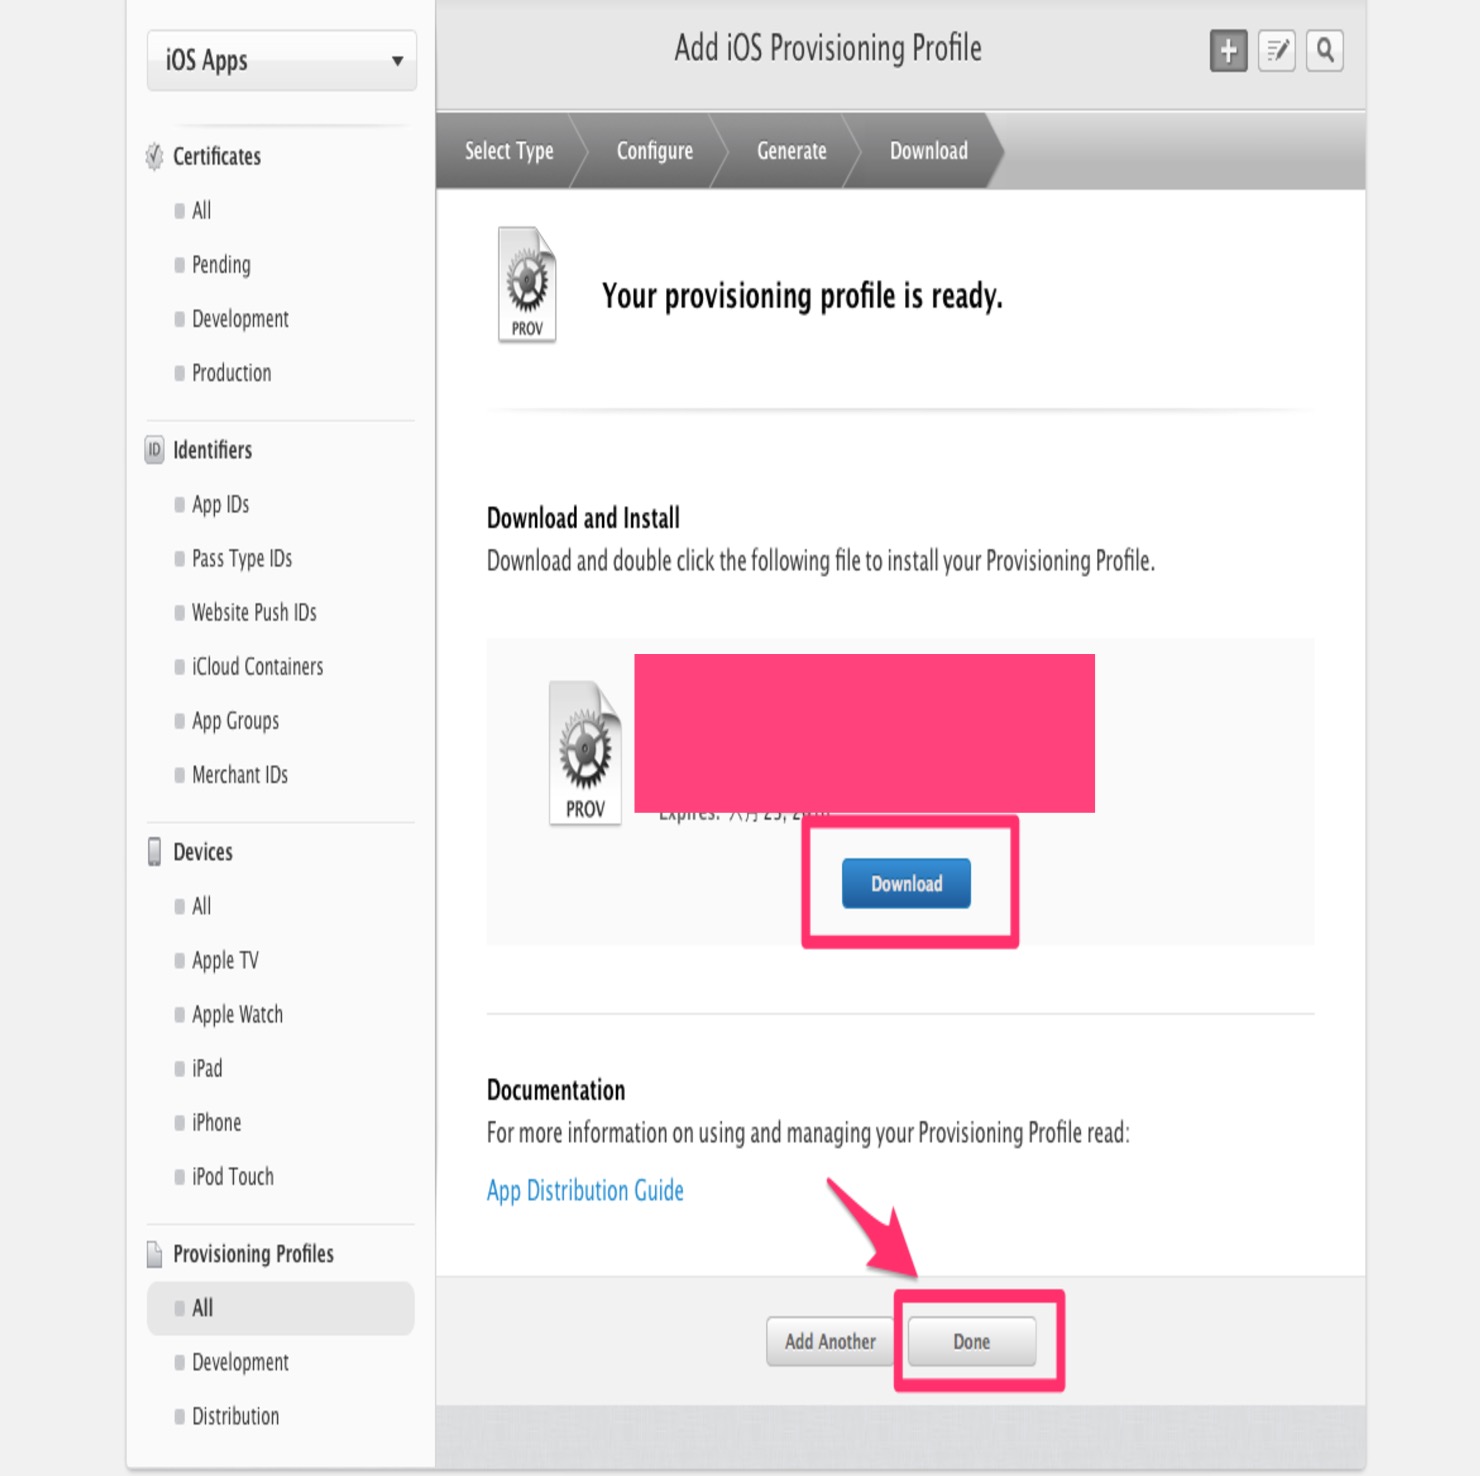 iOS Apps
Certificates
All
Pending
Development
Production
ID
Identifiers
App IDs
Pass Type IDs
Website Push IDs
iCloud Containers
App Groups
Merchant IDs
Devices
All
Apple TV
Apple Watch
iPad
iPhone
iPod Touch
Provisioning Profiles
All
Development
Distribution
Add iOS Provisioning Profile
Select Type
Configure
Generate
Download
PROV
Your provisioning profile is ready.
Download and Install
Download and double click the following file to install your Provisioning Profile.
PROV
Expires:
Download
Documentation
For more information on using and managing your Provisioning Profile read:
App Distribution Guide
Add Another
Done